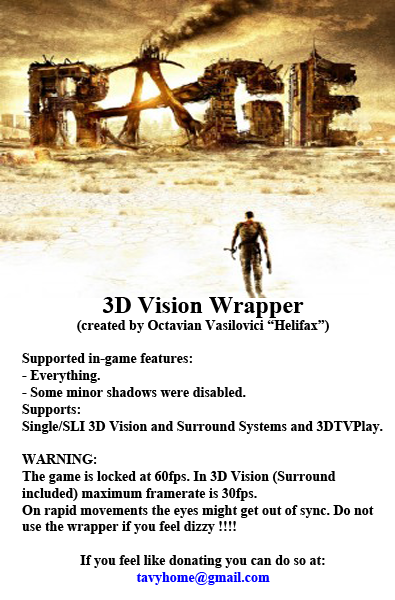 RAGE
3D Vision Wrapper
(created by Octavian Vasilovici “Helifax”)
Supported in-game features:
- Everything.
- Some minor shadows were disabled.
Supports:
Single/SLI 3D Vision and Surround Systems and 3DTVPlay.
WARNING:
The game is locked at 60fps. In 3D Vision (Surround
included) maximum framerate is 30fps.
On rapid movements the eyes might get out of sync. Do not
use the wrapper if you feel dizzy !!!!
If you feel like donating you can do so at:
tavyhome@gmail.com